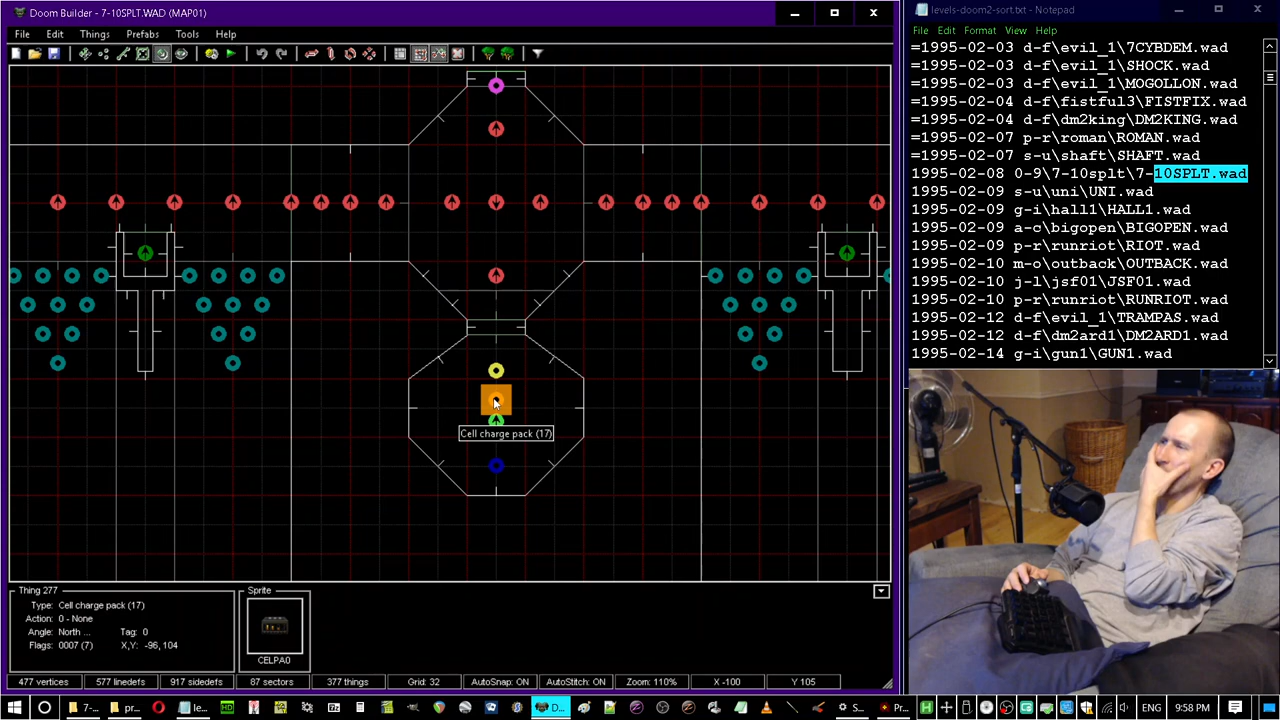 Doom Builder - 7-10SPLT.WAD (MAP01)
File Edit Things Prefabs Tools Help
Cell charge pack (17)
Thing 277
Type: Cell charge pack (17)
Action: 0 - None
Angle: North ... Tag: 0
Flags: 0007 (7) X,Y: -96, 104
Sprite
CELPA0
477 vertices 577 linedefs 917 sidedefs 87 sectors 377 things Grid: 32 AutoSnap: ON AutoStitch: ON Zoom: 110% X -100 Y 105
levels-doom2-sort.txt - Notepad
File Edit Format View Help
=1995-02-03 d-f\evil_1\7CYBDEM.wad
=1995-02-03 d-f\evil_1\SHOCK.wad
=1995-02-03 d-f\evil_1\MOGOLLON.wad
=1995-02-04 d-f\fistful3\FISTFIX.wad
=1995-02-04 d-f\dm2king\DM2KING.wad
=1995-02-07 p-r\roman\ROMAN.wad
=1995-02-07 s-u\shaft\SHAFT.wad
1995-02-08 0-9\7-10splt\7-10SPLT.wad
1995-02-09 s-u\uni\UNI.wad
1995-02-09 g-i\hall1\HALL1.wad
1995-02-09 a-c\bigopen\BIGOPEN.wad
1995-02-09 p-r\runriot\RIOT.wad
1995-02-10 m-o\outback\OUTBACK.wad
1995-02-10 j-l\jsf01\JSF01.wad
1995-02-10 p-r\runriot\RUNRIOT.wad
1995-02-12 d-f\evil_1\TRAMPAS.wad
1995-02-12 d-f\dm2ard1\DM2ARD1.wad
1995-02-14 g-i\gun1\GUN1.wad
7-... pr... le... D... S... Pr... ENG 9:58 PM